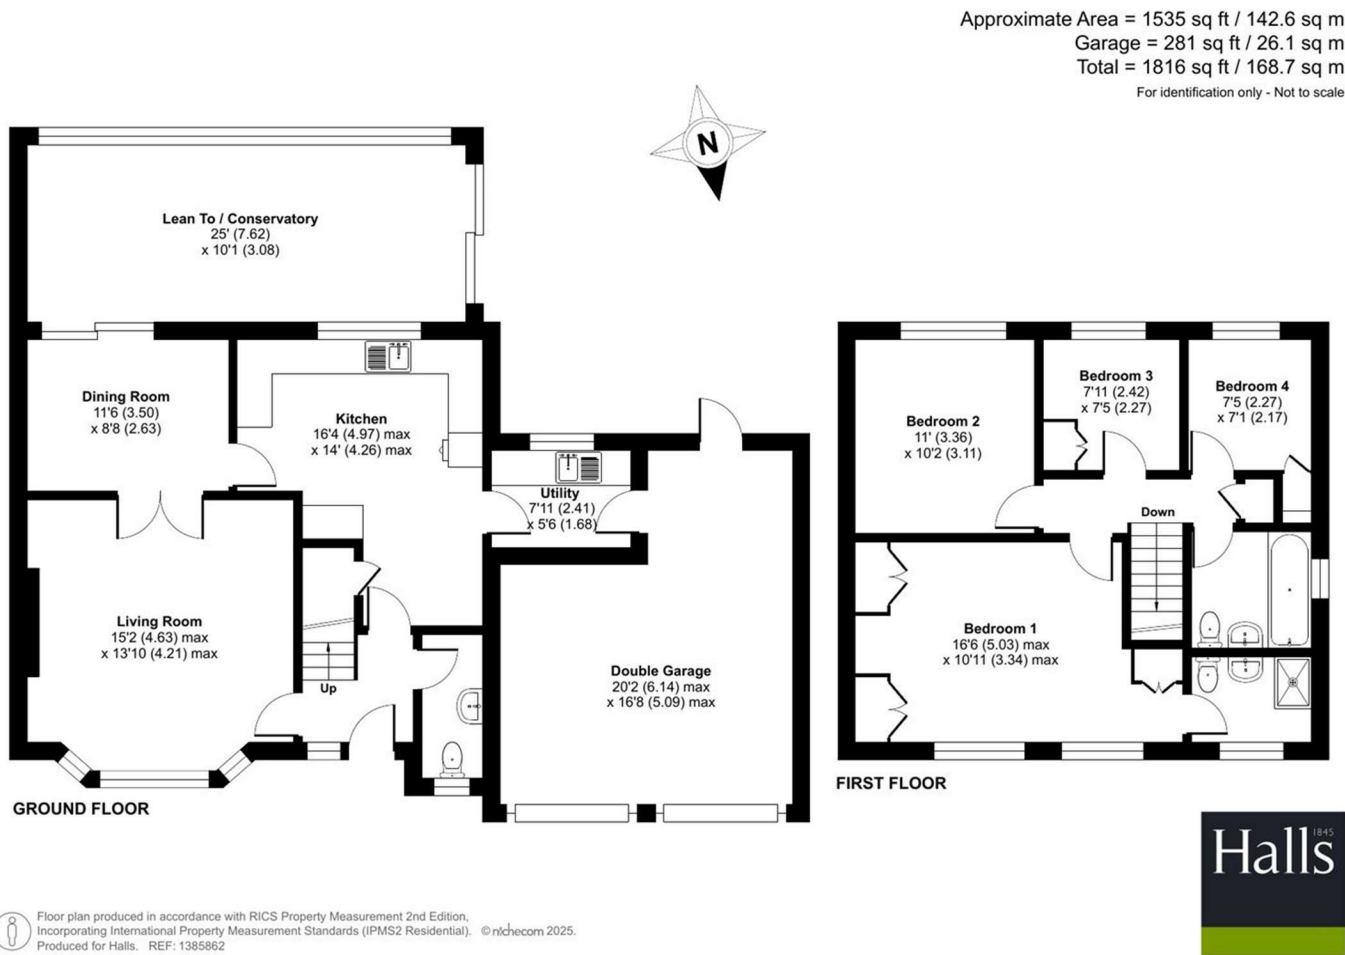 Approximate Area = 1535 sq ft / 142.6 sq m
Garage = 281 sq ft / 26.1 sq m
Total = 1816 sq ft / 168.7 sq m
For identification only - Not to scale
N
Lean To / Conservatory
25' (7.62)
x 10'1 (3.08)
Dining Room
11'6 (3.50)
x 8'8 (2.63)
Kitchen
16'4 (4.97) max
x 14' (4.26) max
Utility
7'11 (2.41)
x 5'6 (1.68)
Living Room
15'2 (4.63) max
x 13'10 (4.21) max
Up
Double Garage
20'2 (6.14) max
x 16'8 (5.09) max
GROUND FLOOR
Bedroom 2
11' (3.36)
x 10'2 (3.11)
Bedroom 3
7'11 (2.42)
x 7'5 (2.27)
Bedroom 4
7'5 (2.27)
x 7'1 (2.17)
Down
Bedroom 1
16'6 (5.03) max
x 10'11 (3.34) max
FIRST FLOOR
1845
Halls
Floor plan produced in accordance with RICS Property Measurement 2nd Edition,
Incorporating International Property Measurement Standards (IPMS2 Residential). © nıchecom 2025.
Produced for Halls. REF: 1385862